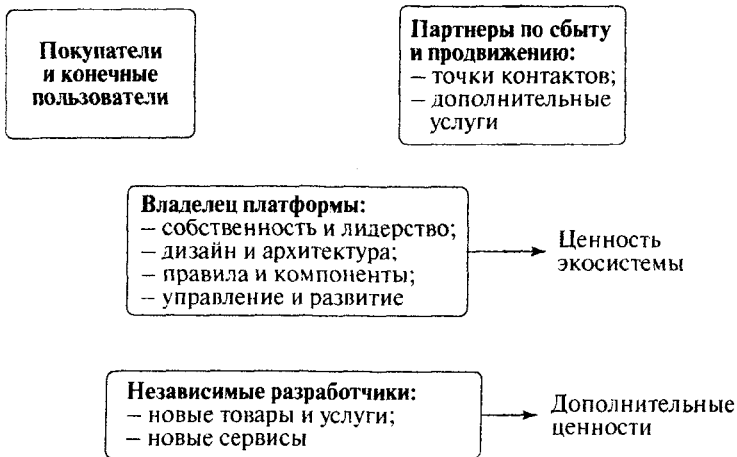 Покупатели
и конечные
пользователи
Партнеры по сбыту
и продвижению:
– точки контактов;
– дополнительные
услуги
Владелец платформы:
– собственность и лидерство;
– дизайн и архитектура;
– правила и компоненты;
– управление и развитие
Ценность
экосистемы
Независимые разработчики:
– новые товары и услуги;
– новые сервисы
Дополнительные
ценности